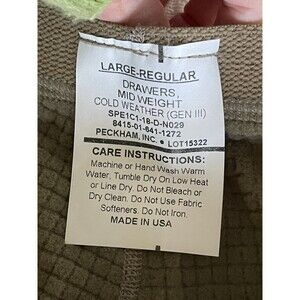 LARGE-REGULAR
DRAWERS,
MID WEIGHT
COLD WEATHER (GEN III)
SPE1C1-18-D-N029
8415-01-641-1272
PECKHAM, INC. • LOT15322
CARE INSTRUCTIONS:
Machine or Hand Wash Warm
Water, Tumble Dry On Low Heat
or Line Dry. Do Not Bleach or
Dry Clean. Do Not Use Fabric
Softeners. Do Not Iron.
MADE IN USA